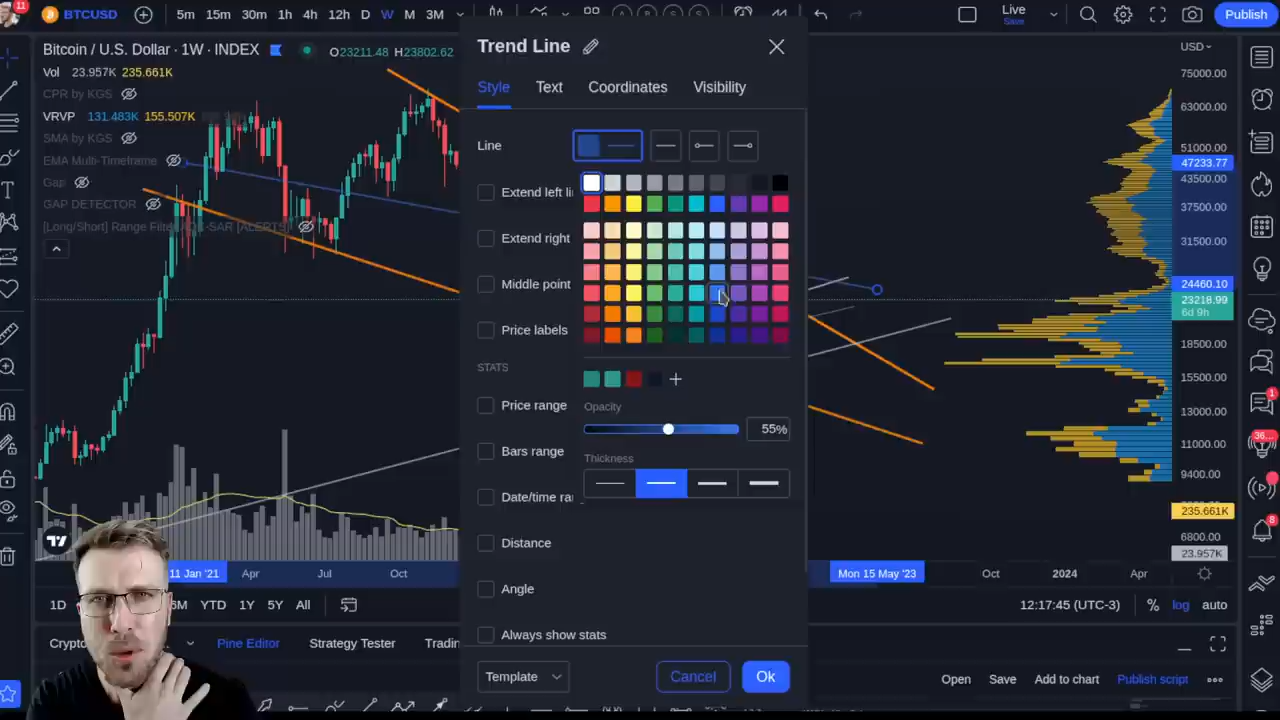 11
BTCUSD
5m 15m 30m 1h 4h 12h D W M 3M
Live
Save
Publish
Bitcoin / U.S. Dollar · 1W · INDEX
O23211.48 H23802.62
Vol 23.957K 235.661K
CPR by KGS
VRVP 131.483K 155.507K
SMA by KGS
EMA Multi-Timeframe
Gap
GAP DETECTOR
Trend Line
Style
Text
Coordinates
Visibility
Line
Extend left li
Extend right
Middle point
Price labels
STATS
Price range
Bars range
Date/time ra
Distance
Angle
Always show stats
Opacity
55%
Thickness
Template
Cancel
Ok
USD
75000.00
63000.00
51000.00
47233.77
43500.00
37500.00
31500.00
24460.10
23218.99
6d 9h
18500.00
15500.00
13000.00
11000.00
9400.00
235.661K
6800.00
23.957K
1
36...
8
11 Jan '21
Apr
Jul
Oct
Mon 15 May '23
Oct
2024
Apr
1D
YTD
1Y
5Y
All
12:17:45 (UTC-3)
%
log
auto
Crypto
Pine Editor
Strategy Tester
Tradin
Open
Save
Add to chart
Publish script